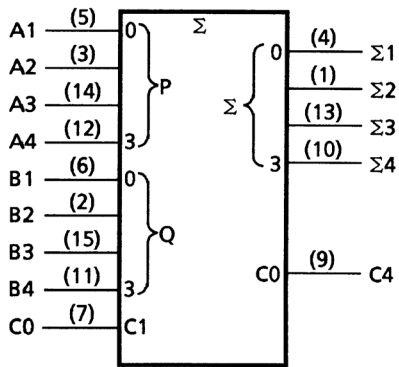 Σ
A1 (5) 0
A2 (3)
A3 (14) P
A4 (12) 3
B1 (6) 0
B2 (2)
B3 (15) Q
B4 (11) 3
C0 (7) C1
0 (4) Σ1
(1) Σ2
Σ (13) Σ3
3 (10) Σ4
C0 (9) C4